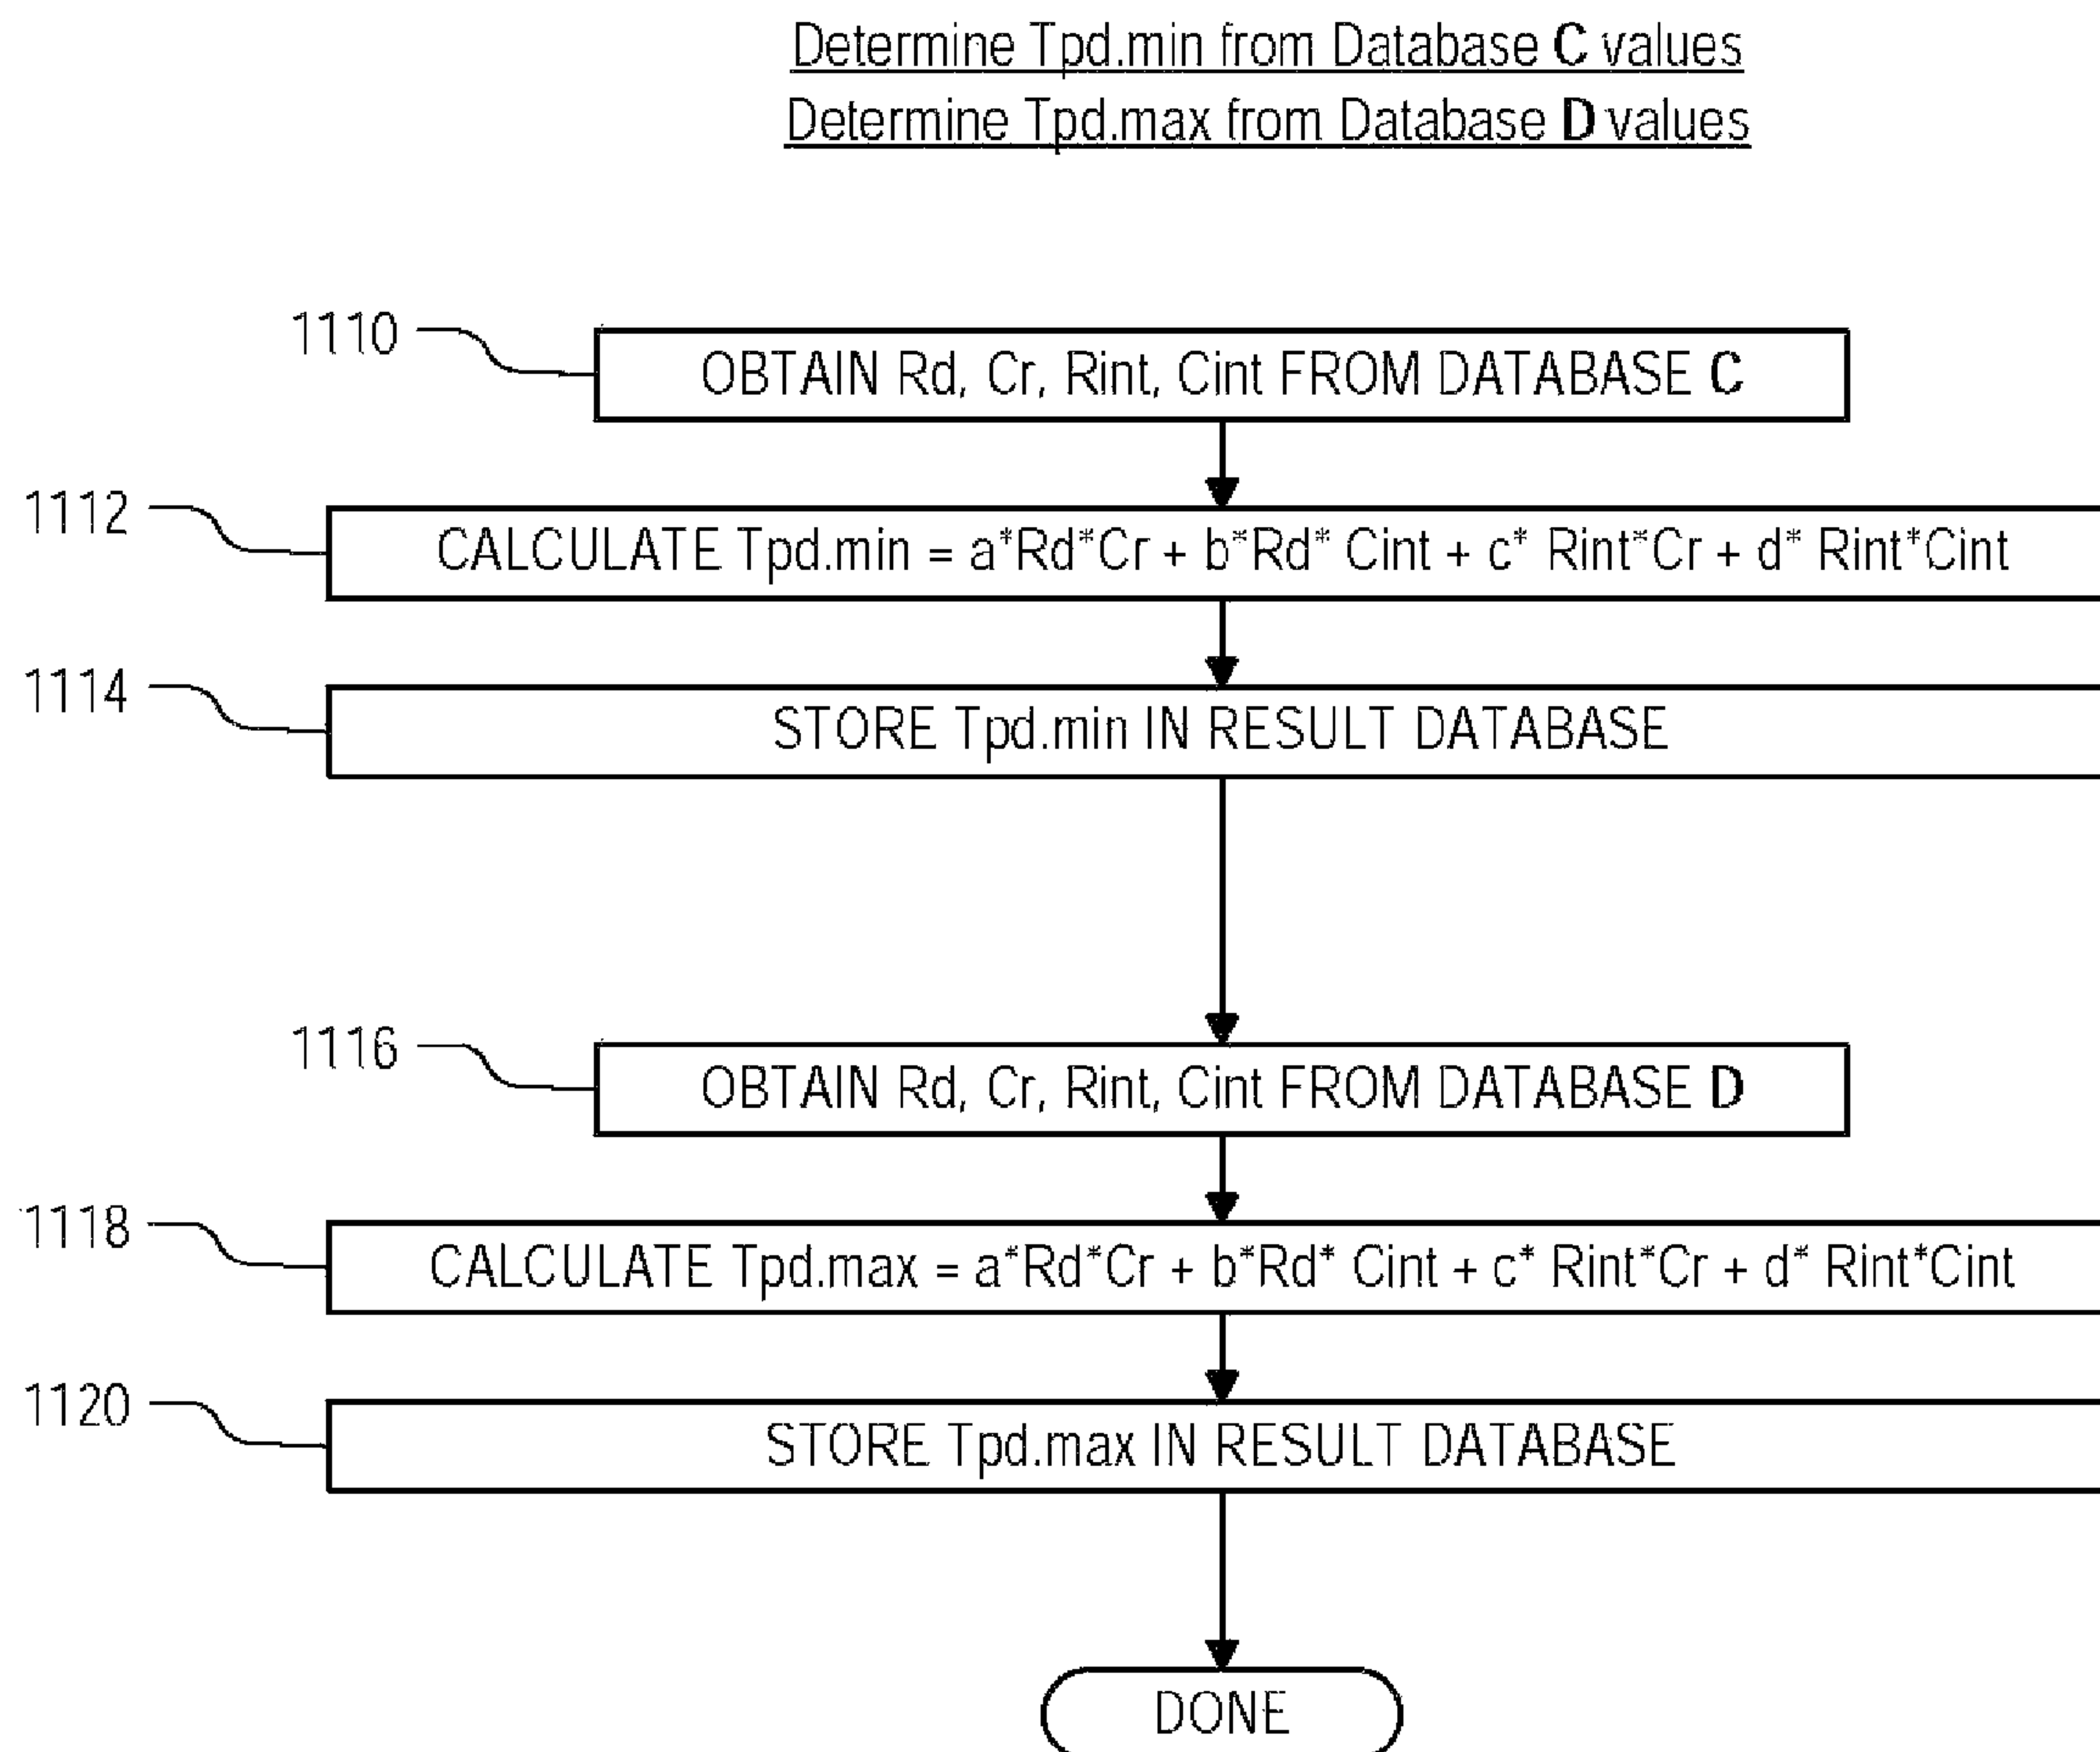 Determine Tpd.min from Database C values
Determine Tpd.max from Database D values
1110
OBTAIN Rd, Cr, Rint, Cint FROM DATABASE C
1112
CALCULATE Tpd.min = a*Rd*Cr + b*Rd* Cint + c* Rint*Cr + d* Rint*Cint
1114
STORE Tpd.min IN RESULT DATABASE
1116
OBTAIN Rd, Cr, Rint, Cint FROM DATABASE D
1118
CALCULATE Tpd.max = a*Rd*Cr + b*Rd* Cint + c* Rint*Cr + d* Rint*Cint
1120
STORE Tpd.max IN RESULT DATABASE
DONE